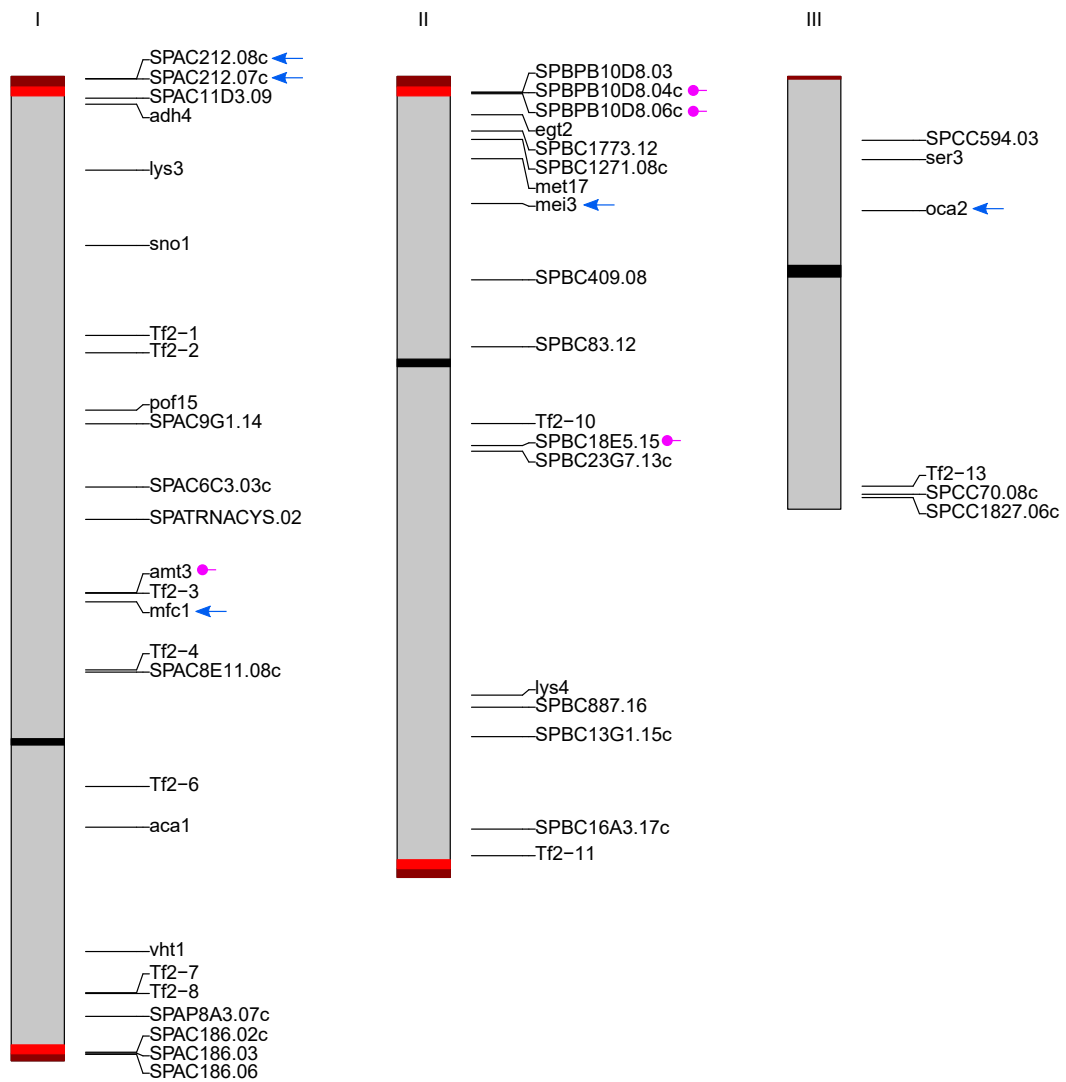 I
SPAC212.08c
SPAC212.07c
SPAC11D3.09
adh4
lys3
sno1
Tf2−1
Tf2−2
pof15
SPAC9G1.14
SPAC6C3.03c
SPATRNACYS.02
amt3
Tf2−3
mfc1
Tf2−4
SPAC8E11.08c
Tf2−6
aca1
vht1
Tf2−7
Tf2−8
SPAP8A3.07c
SPAC186.02c
SPAC186.03
SPAC186.06
II
SPBPB10D8.03
SPBPB10D8.04c
SPBPB10D8.06c
egt2
SPBC1773.12
SPBC1271.08c
met17
mei3
SPBC409.08
SPBC83.12
Tf2−10
SPBC18E5.15
SPBC23G7.13c
lys4
SPBC887.16
SPBC13G1.15c
SPBC16A3.17c
Tf2−11
III
SPCC594.03
ser3
oca2
Tf2−13
SPCC70.08c
SPCC1827.06c